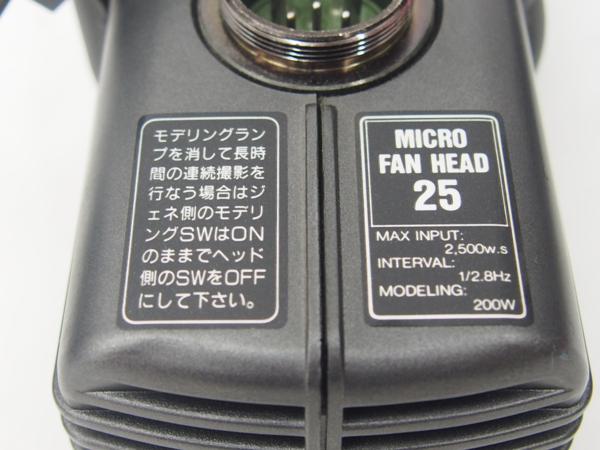 モデリングラン
プを消して長時
間の連続撮影を
行なう場合はジ
ェネ側のモデリ
ングSWはON
のままでヘッド
側のSWをOFF
にして下さい。
MICRO
FAN HEAD
25
MAX INPUT:
2,500w.s
INTERVAL:
1/2.8Hz
MODELING:
200W